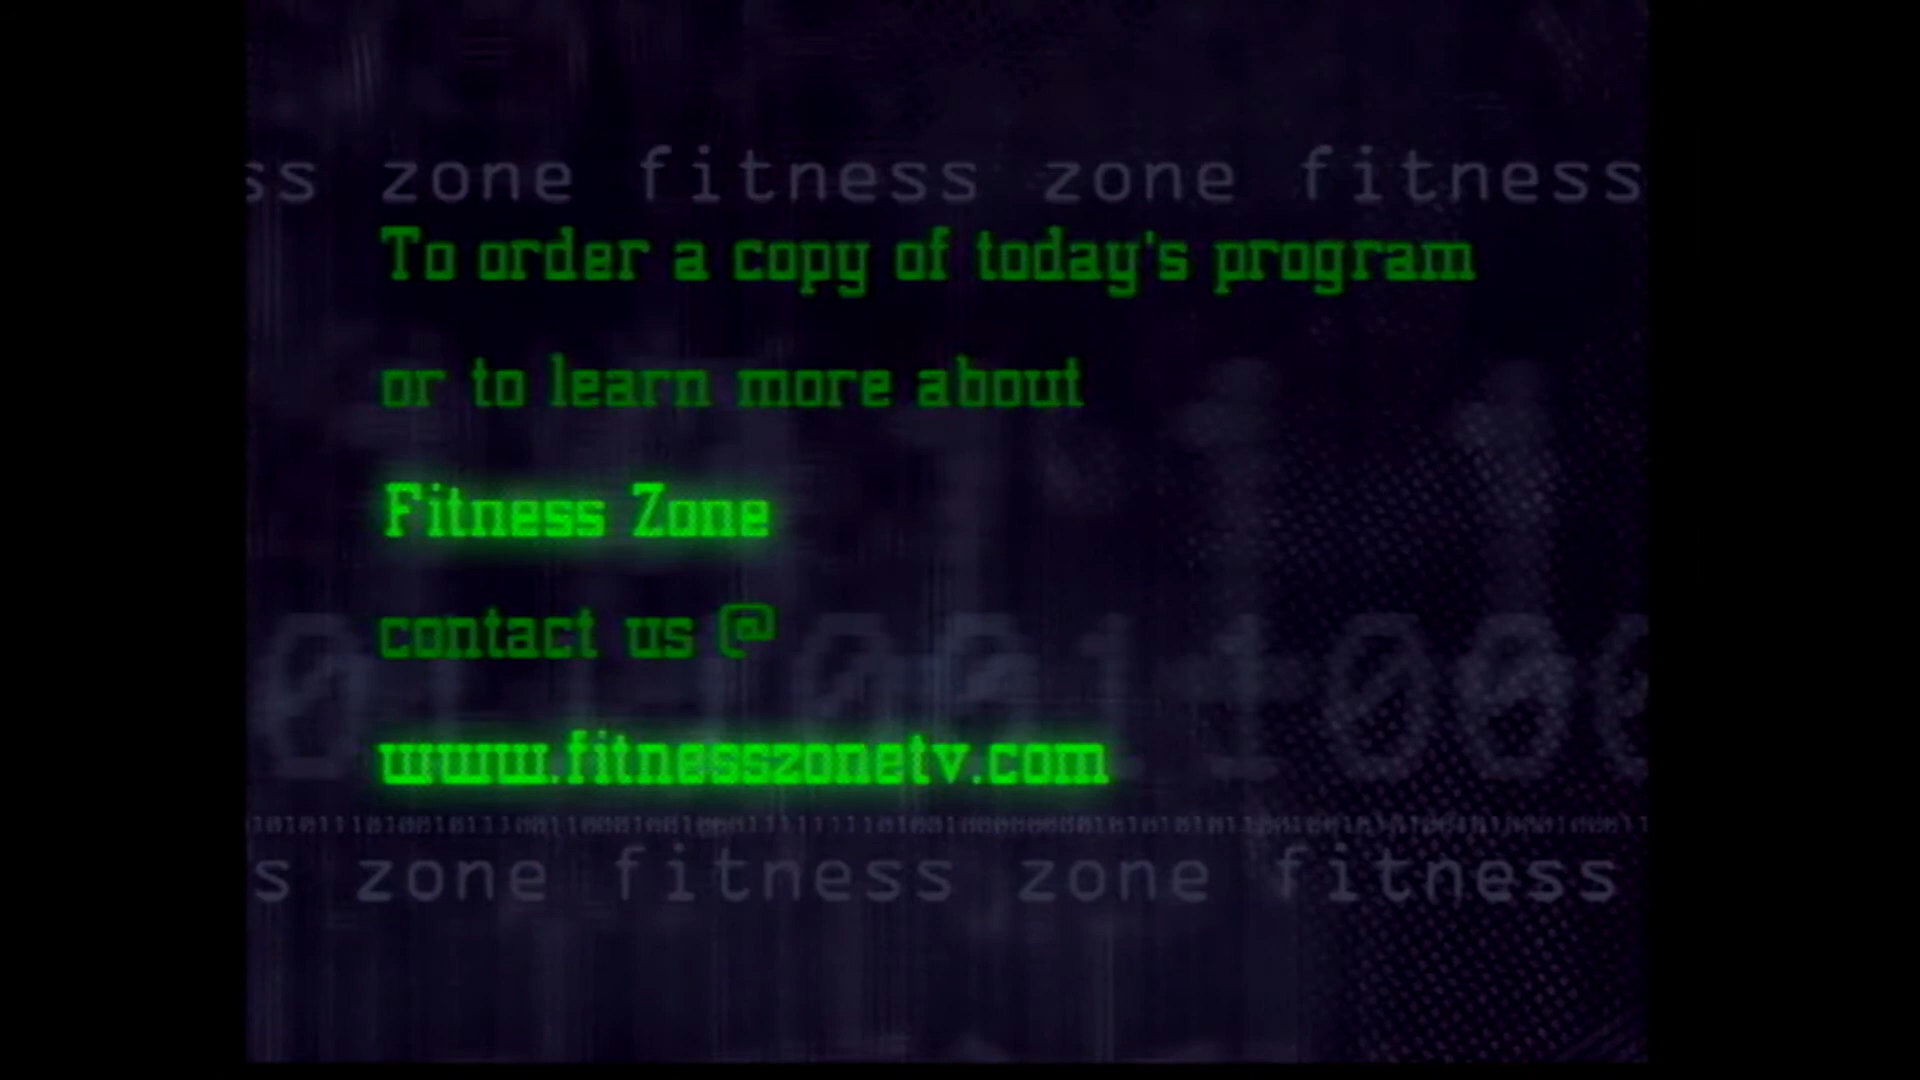 ss zone fitness zone fitness
To order a copy of today's program
or to learn more about
Fitness Zone
contact us @
www.fitnesszonetv.com
s zone fitness zone fitness